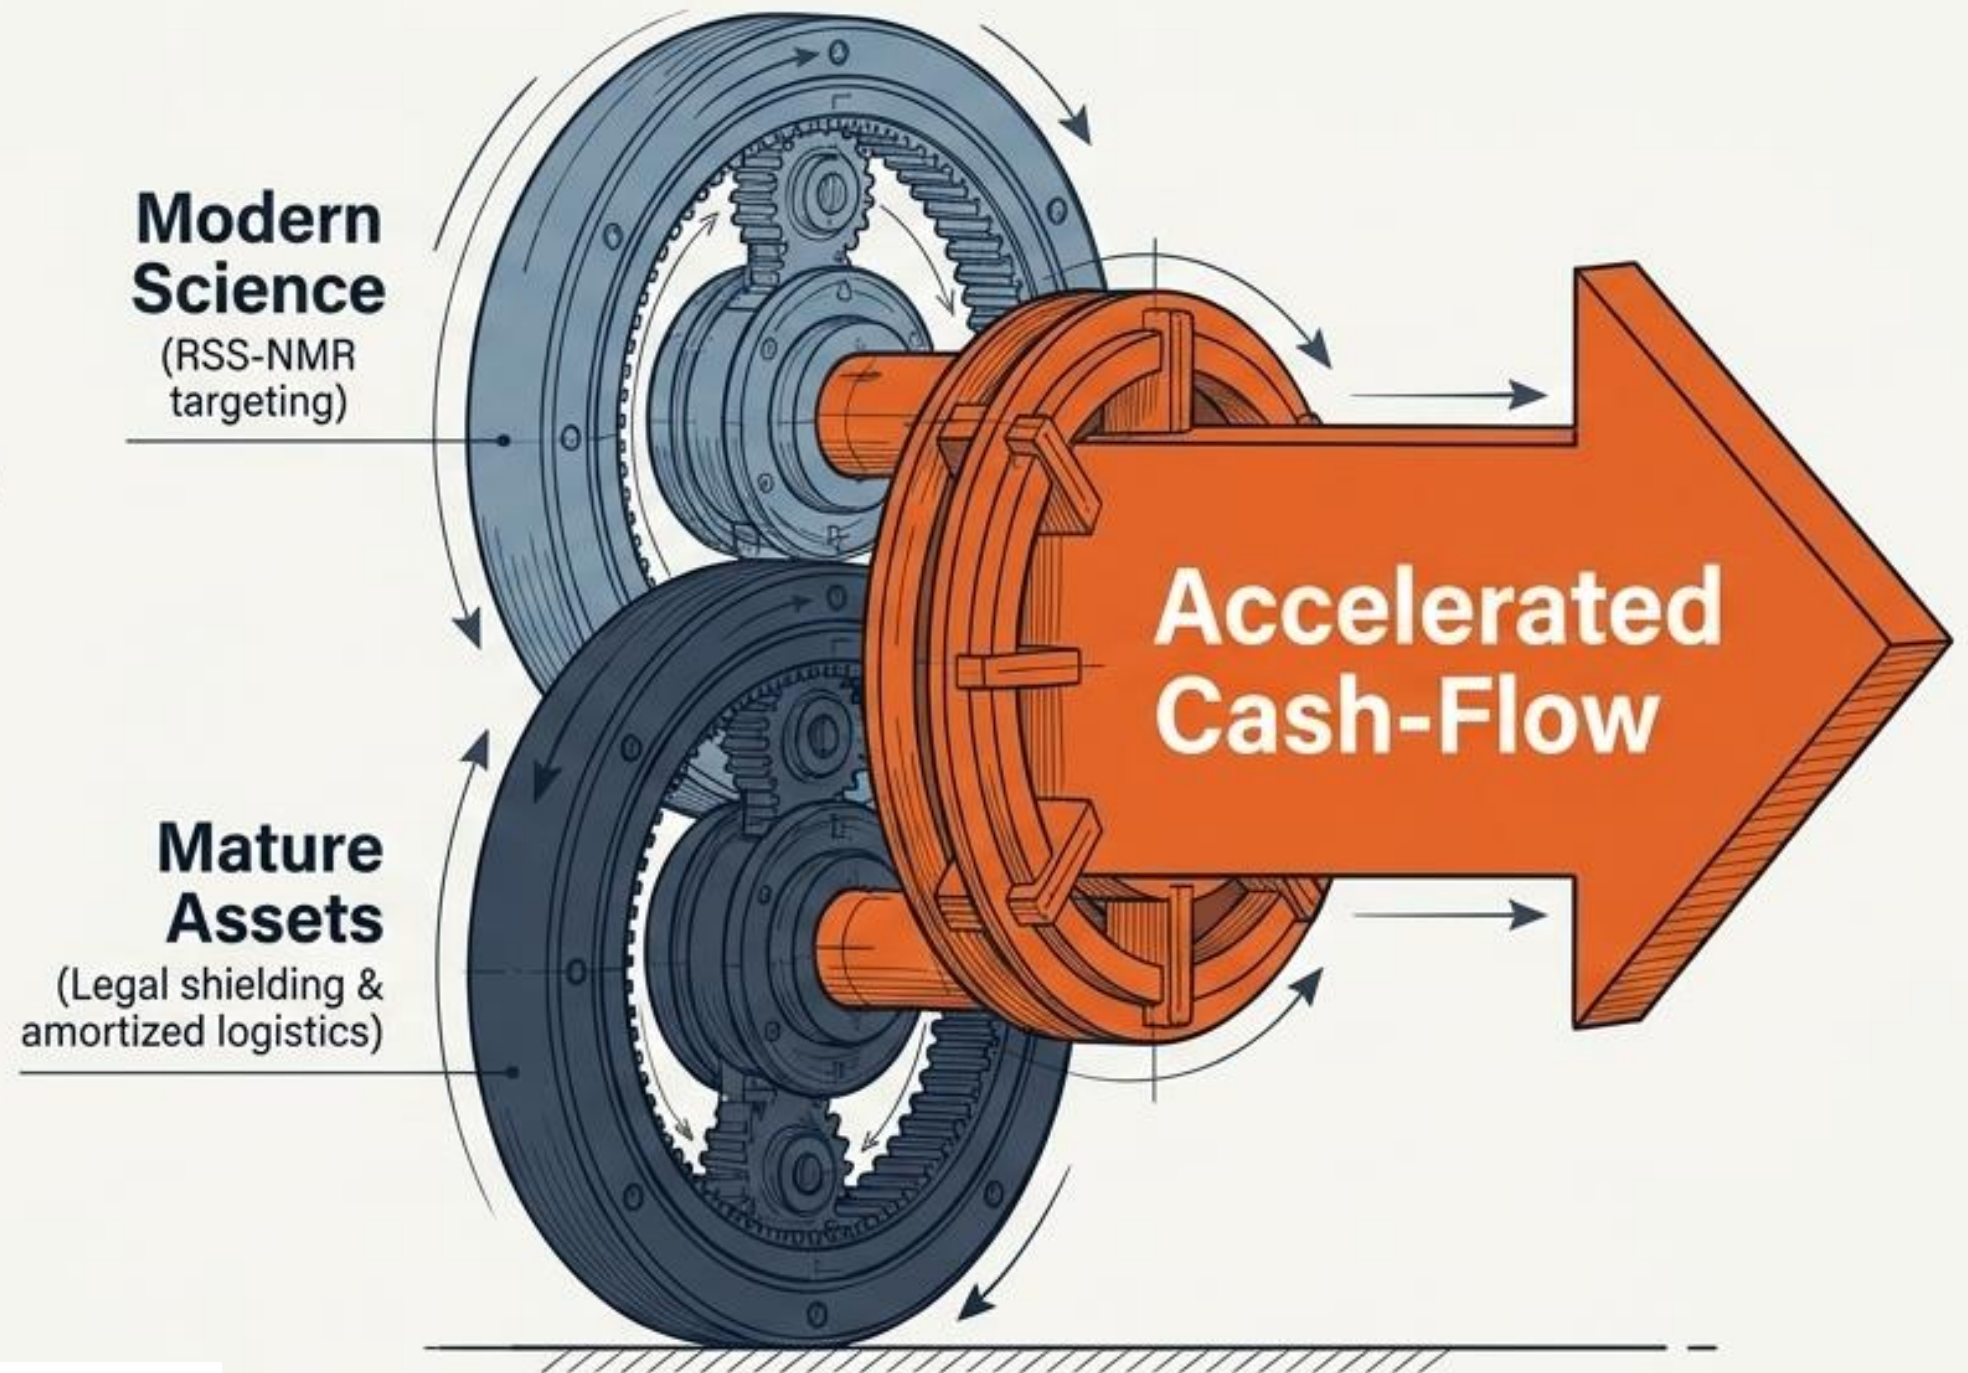 Modern
Science
(RSS-NMR
targeting)
Accelerated
Cash-Flow
Mature
Assets
(Legal shielding &
amortized logistics)